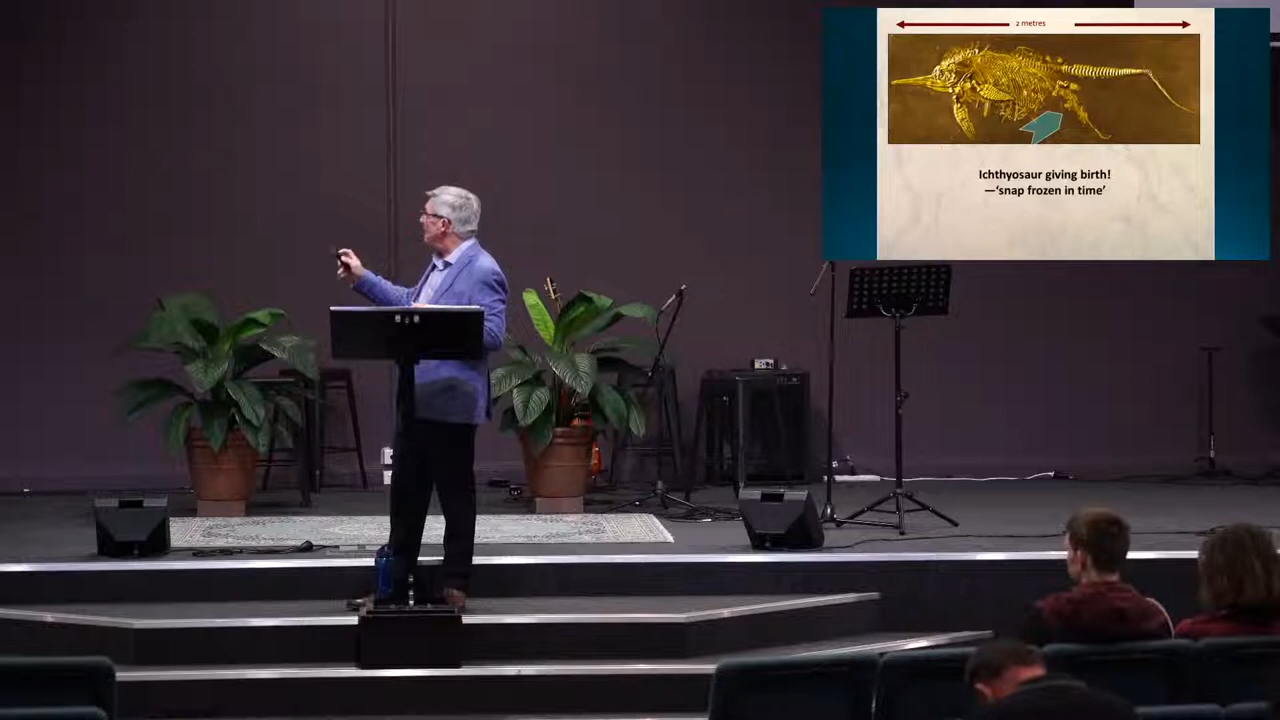 2 metres
Ichthyosaur giving birth!
—‘snap frozen in time’